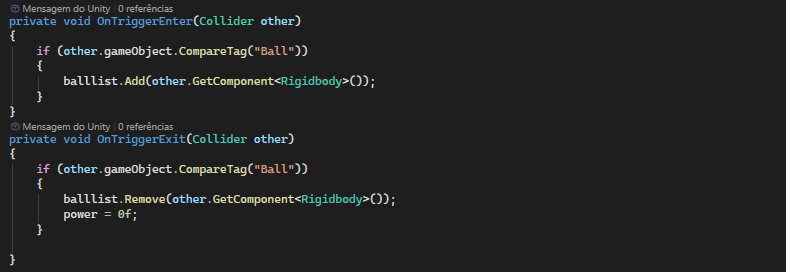 Mensagem do Unity | 0 referências
private void OnTriggerEnter(Collider other)
{
    if (other.gameObject.CompareTag("Ball"))
    {
        balllist.Add(other.GetComponent<Rigidbody>());
    }
}
Mensagem do Unity | 0 referências
private void OnTriggerExit(Collider other)
{
    if (other.gameObject.CompareTag("Ball"))
    {
        balllist.Remove(other.GetComponent<Rigidbody>());
        power = 0f;
    }
}